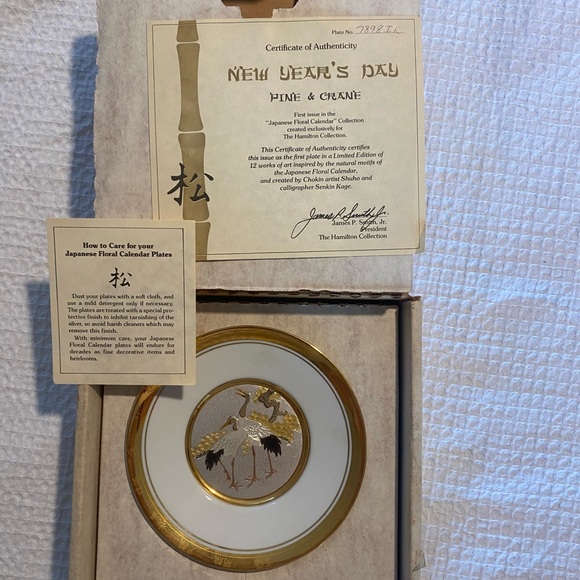 Plate No. 7898 I
Certificate of Authenticity
NEW YEAR'S DAY
PINE & CRANE
First issue in the
"Japanese Floral Calendar" Collection
created exclusively for
The Hamilton Collection.
This Certificate of Authenticity certifies
this issue as the first plate in a Limited Edition of
12 works of art inspired by the natural motifs of
the Japanese Floral Calendar,
and created by Chokin artist Shuho and
calligrapher Senkin Kage.
松
James P. Smith, Jr.
James P. Smith, Jr.
President
The Hamilton Collection
How to Care for your
Japanese Floral Calendar Plates
松
Dust your plates with a soft cloth, and
use a mild detergent only if necessary.
The plates are treated with a special pro-
tective finish to inhibit tarnishing of the
silver, so avoid harsh cleaners which may
remove this finish.
With minimum care, your Japanese
Floral Calendar plates will endure for
decades as fine decorative items and
heirlooms.